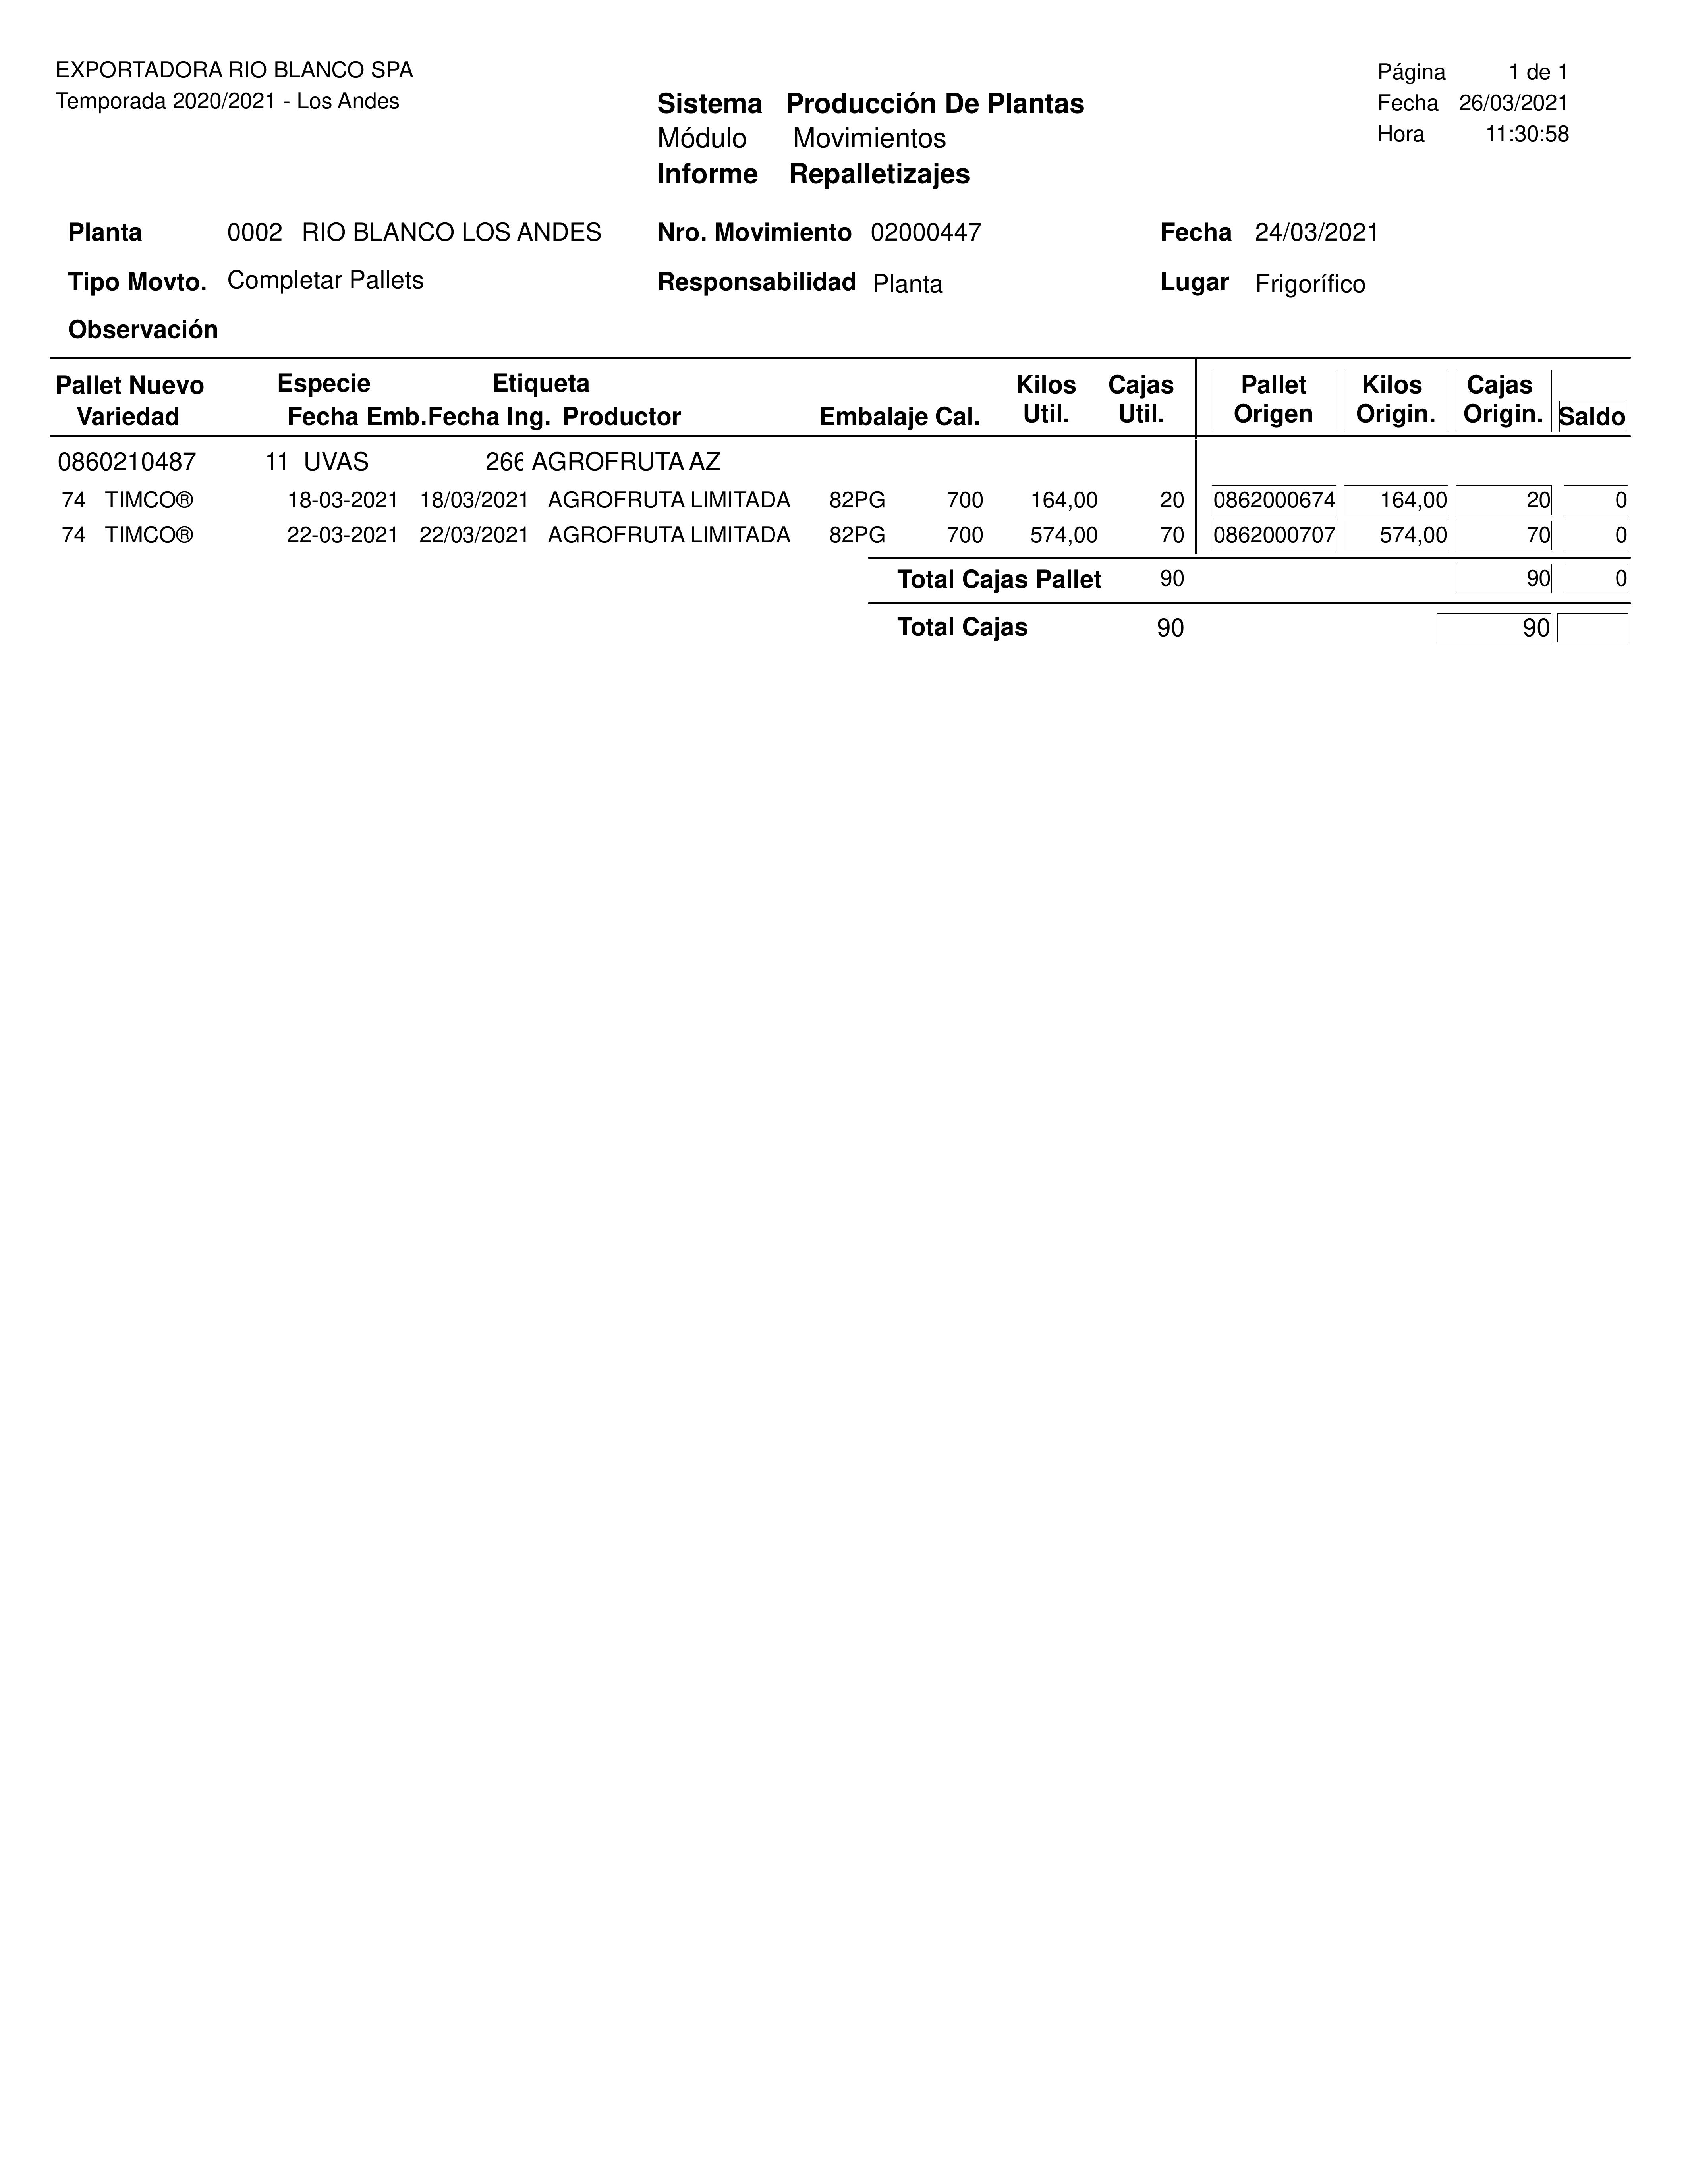 EXPORTADORA RIO BLANCO SPA
Temporada 2020/2021 - Los Andes
Sistema Producción De Plantas
Módulo Movimientos
Informe Repalletizajes
Página 1 de 1
Fecha 26/03/2021
Hora 11:30:58
Planta 0002 RIO BLANCO LOS ANDES Nro. Movimiento 02000447 Fecha 24/03/2021
Tipo Movto. Completar Pallets Responsabilidad Planta Lugar Frigorífico
Observación
Pallet Nuevo Especie Etiqueta Kilos Cajas Pallet Kilos Cajas
Variedad Fecha Emb. Fecha Ing. Productor Embalaje Cal. Util. Util. Origen Origin. Origin. Saldo
0860210487 11 UVAS 266 AGROFRUTA AZ
74 TIMCO® 18-03-2021 18/03/2021 AGROFRUTA LIMITADA 82PG 700 164,00 20 0862000674 164,00 20 0
74 TIMCO® 22-03-2021 22/03/2021 AGROFRUTA LIMITADA 82PG 700 574,00 70 0862000707 574,00 70 0
Total Cajas Pallet 90 90 0
Total Cajas 90 90